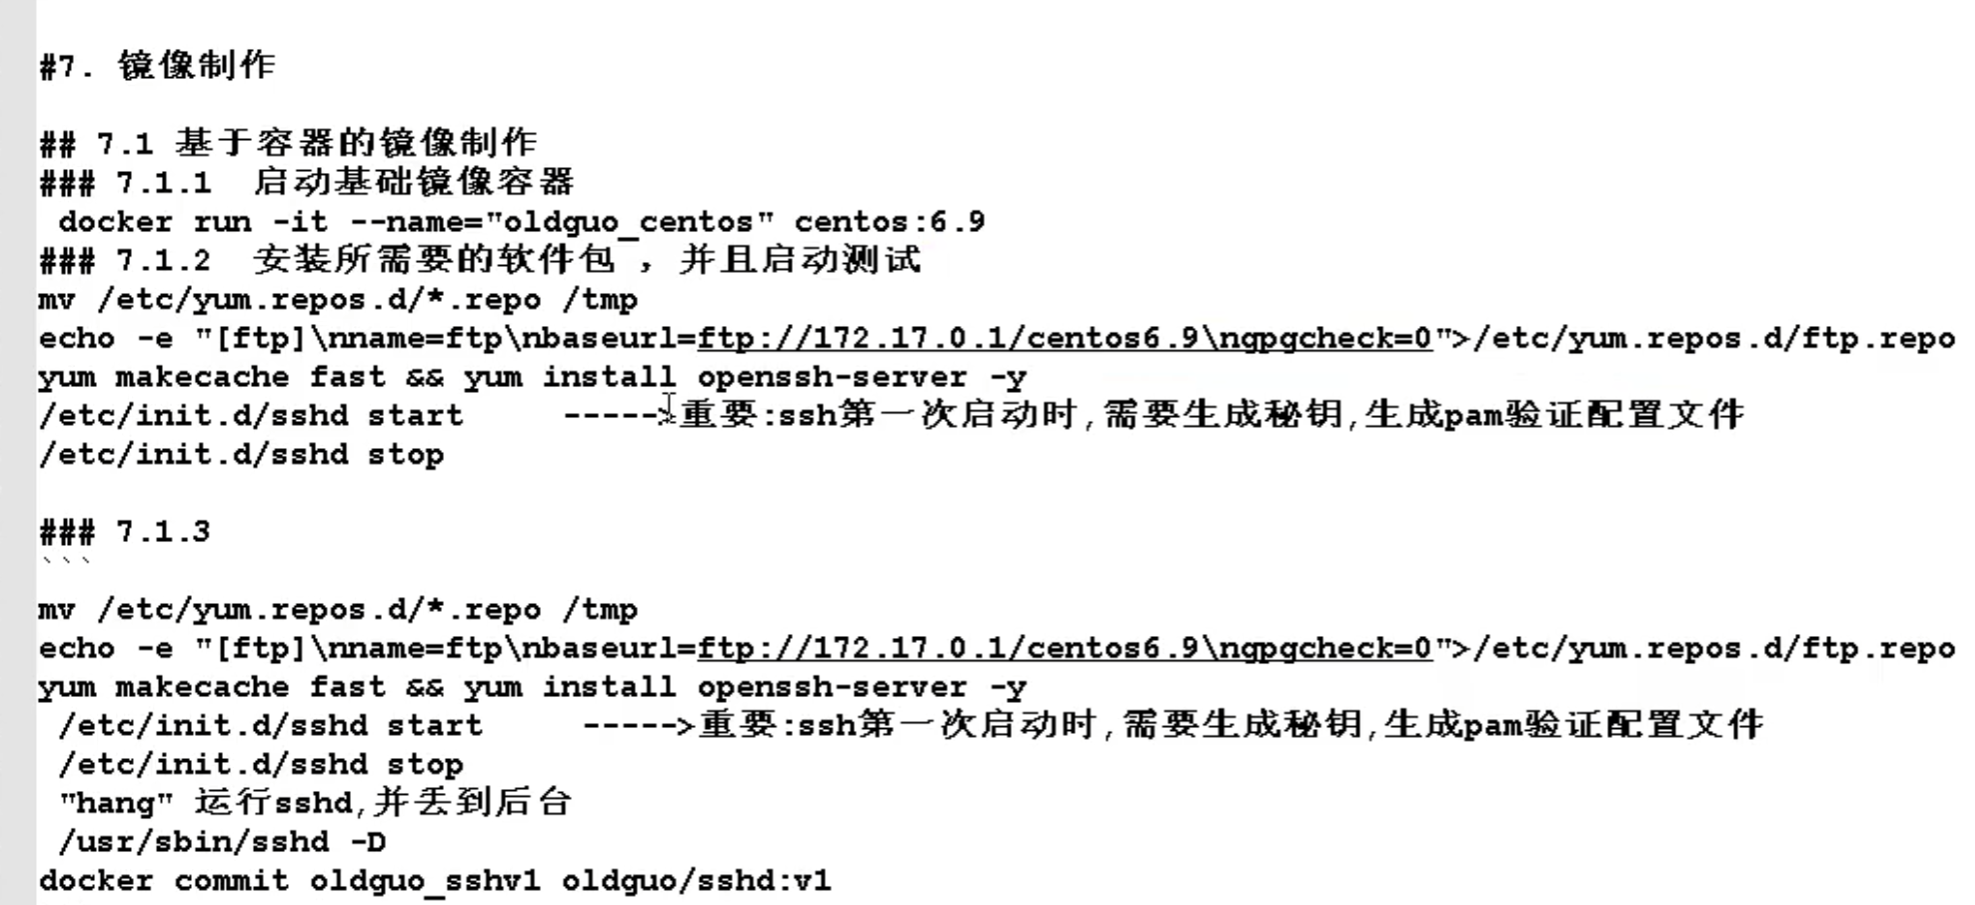 #7. 镜像制作
## 7.1 基于容器的镜像制作
### 7.1.1  启动基础镜像容器
 docker run -it --name="oldguo_centos" centos:6.9
### 7.1.2  安装所需要的软件包 ，并且启动测试
mv /etc/yum.repos.d/*.repo /tmp
echo -e "[ftp]\nname=ftp\nbaseurl=ftp://172.17.0.1/centos6.9\ngpgcheck=0">/etc/yum.repos.d/ftp.repo
yum makecache fast && yum install openssh-server -y
/etc/init.d/sshd start     ----->重要:ssh第一次启动时,需要生成秘钥,生成pam验证配置文件
/etc/init.d/sshd stop
### 7.1.3
```
mv /etc/yum.repos.d/*.repo /tmp
echo -e "[ftp]\nname=ftp\nbaseurl=ftp://172.17.0.1/centos6.9\ngpgcheck=0">/etc/yum.repos.d/ftp.repo
yum makecache fast && yum install openssh-server -y
 /etc/init.d/sshd start     ----->重要:ssh第一次启动时,需要生成秘钥,生成pam验证配置文件
 /etc/init.d/sshd stop
 "hang" 运行sshd,并丢到后台
 /usr/sbin/sshd -D
docker commit oldguo_sshv1 oldguo/sshd:v1